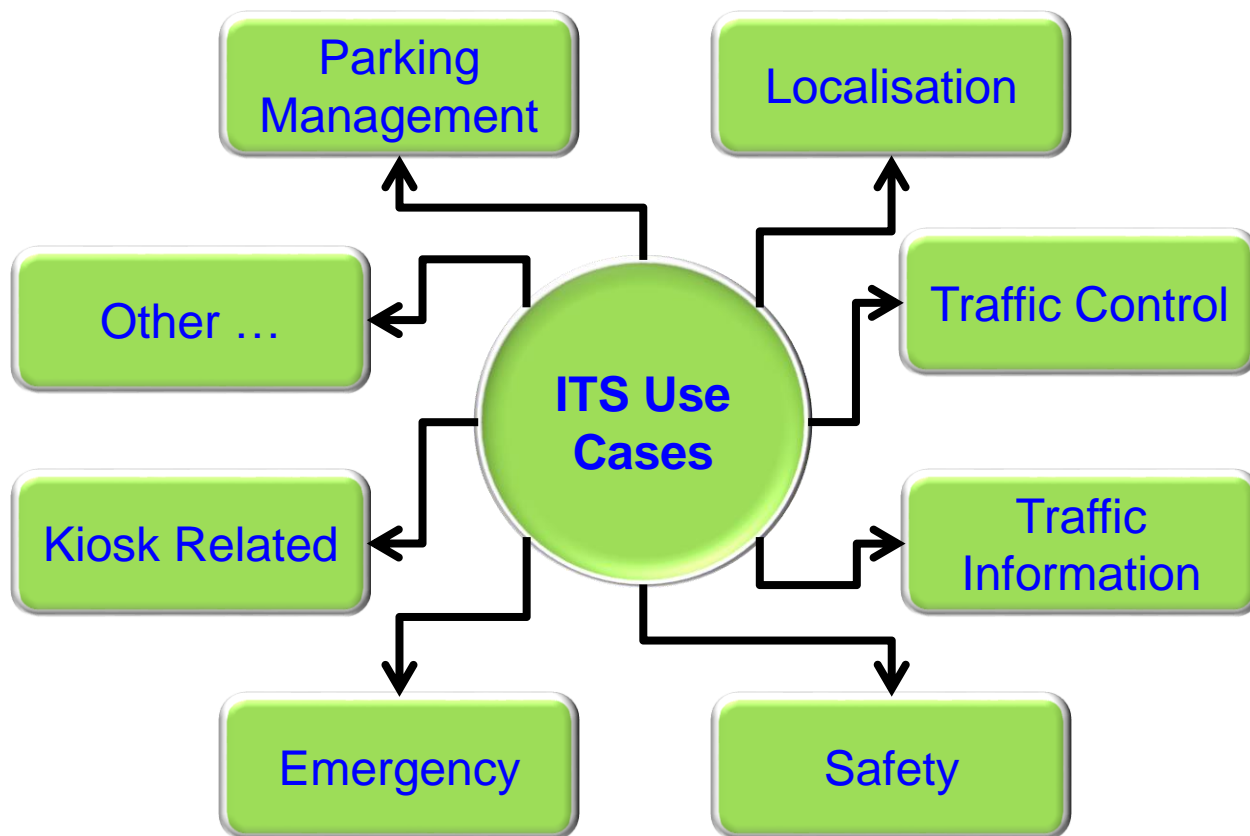 Parking
Management
Localisation
Other …
Traffic Control
ITS Use
Cases
Kiosk Related
Traffic
Information
Emergency
Safety